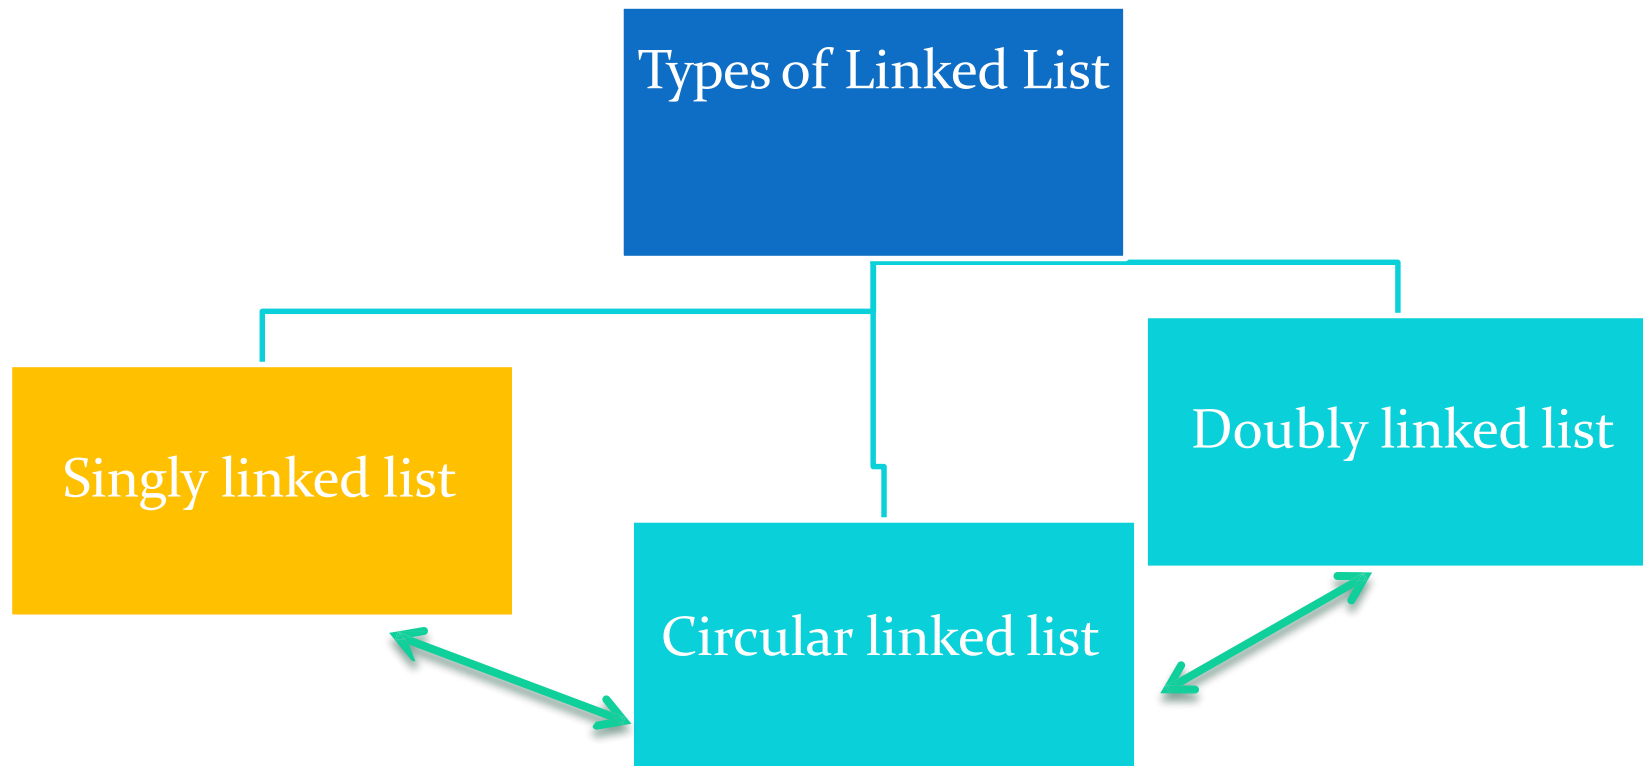 Types of Linked List
Singly linked list
Circular linked list
Doubly linked list